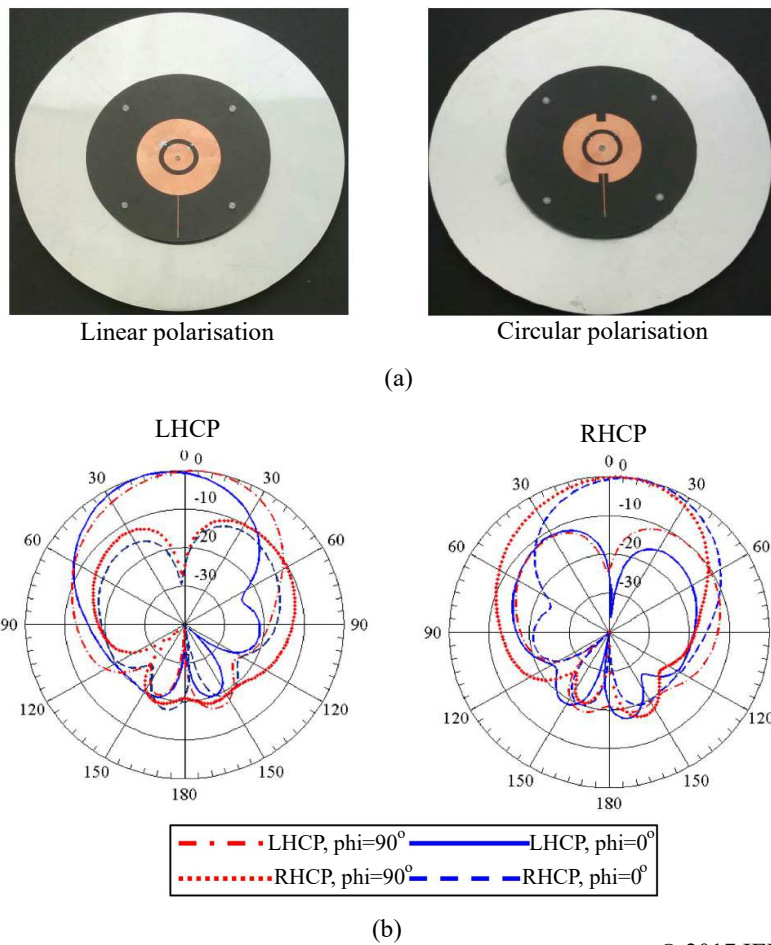 Linear polarisation
Circular polarisation
(a)
LHCP
0 0
30 30
-10
60 -20 60
-30
90 90
120 120
150 150
180
RHCP
0 0
30 30
-10
60 -20 60
-30
90 90
120 120
150 150
180
LHCP, phi=90° LHCP, phi=0°
RHCP, phi=90° RHCP, phi=0°
(b)